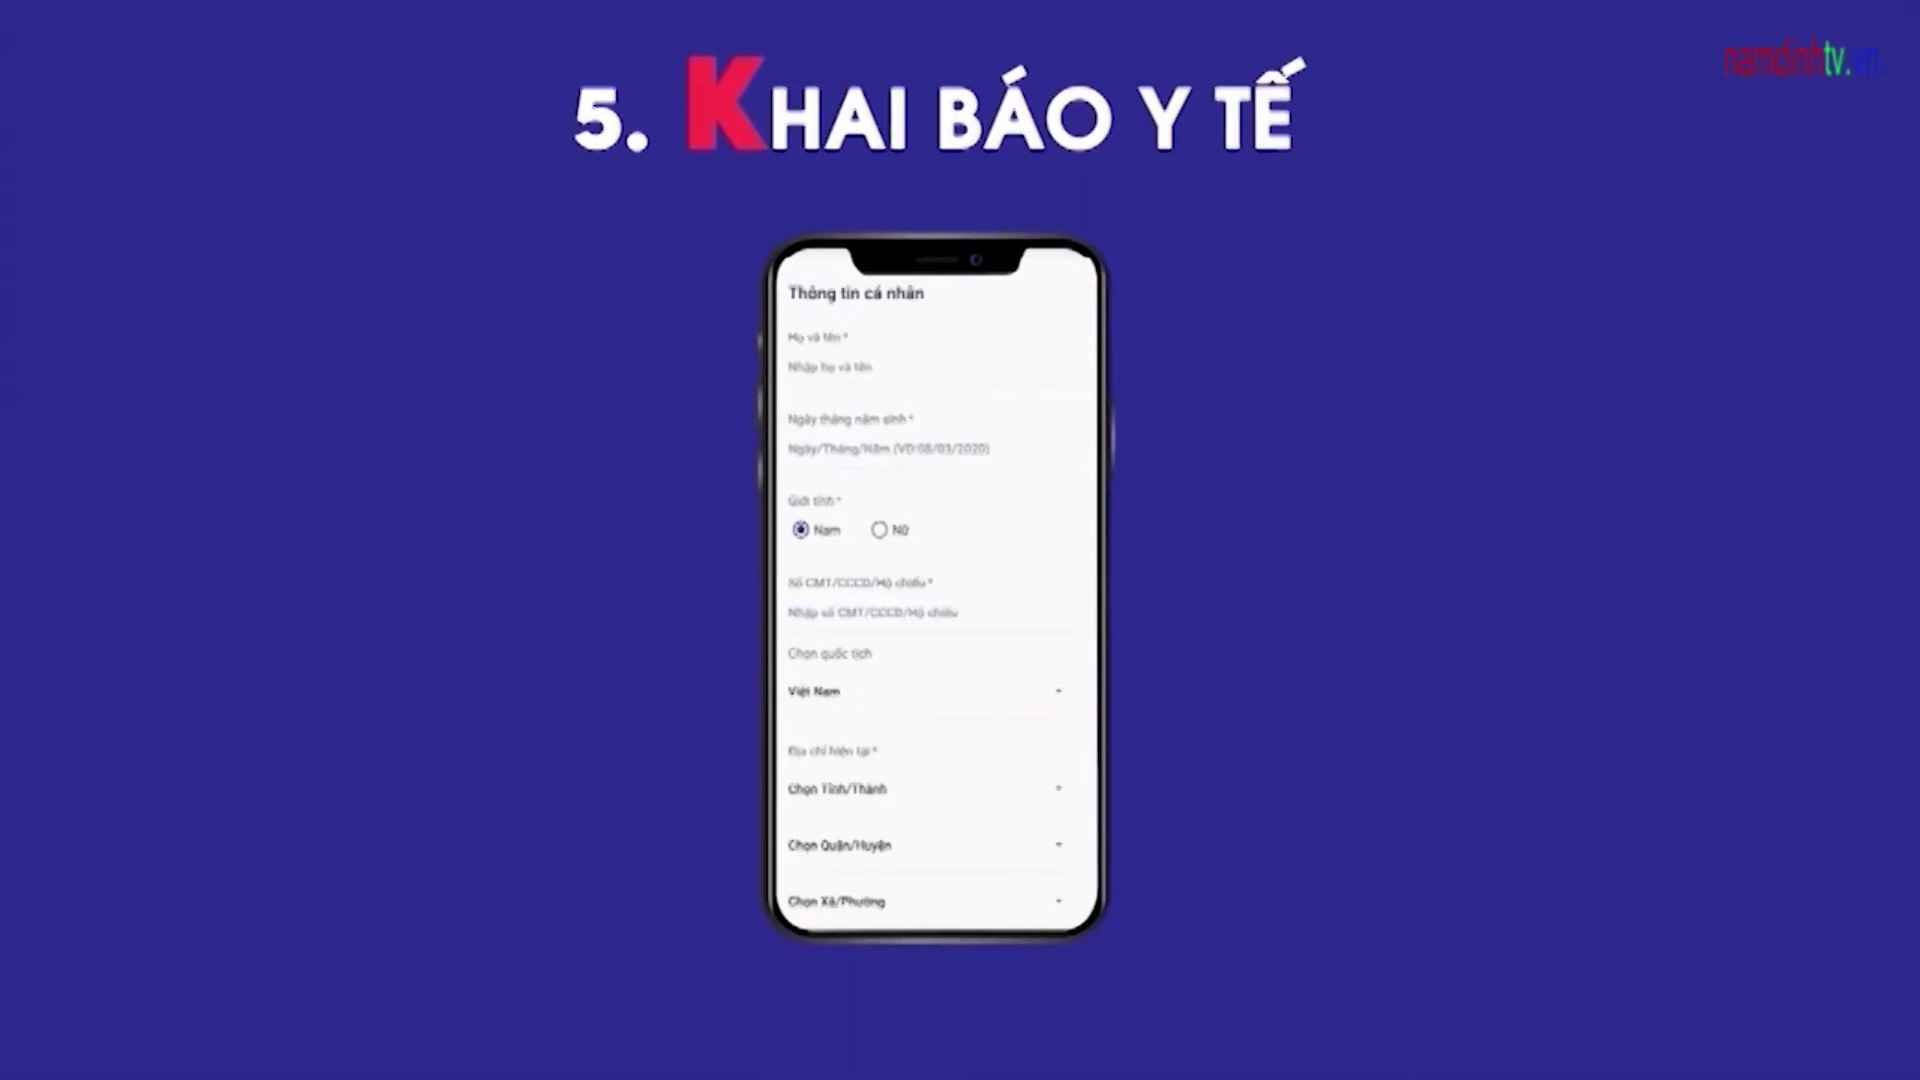 namdinhtv.vn
5. KHAI BÁO Y TẾ
Thông tin cá nhân
Họ và tên *
Nhập họ và tên
Ngày tháng năm sinh *
Ngày/Tháng/Năm (VD:08/03/2020)
Giới tính *
Nam Nữ
Số CMT/CCCD/Hộ chiếu *
Nhập số CMT/CCCD/Hộ chiếu
Chọn quốc tịch
Việt Nam
Địa chỉ hiện tại *
Chọn Tỉnh/Thành
Chọn Quận/Huyện
Chọn Xã/Phường